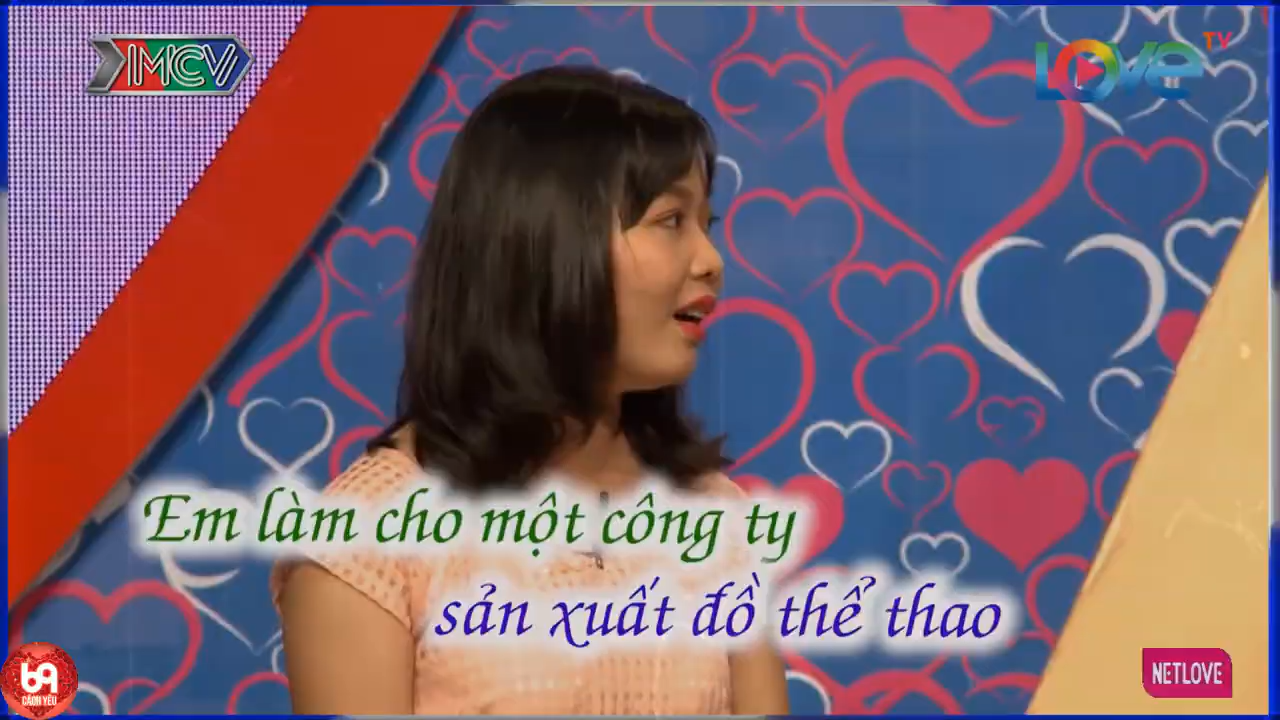 MCV
LOVE TV
Em làm cho một công ty
sản xuất đồ thể thao
NETLOVE